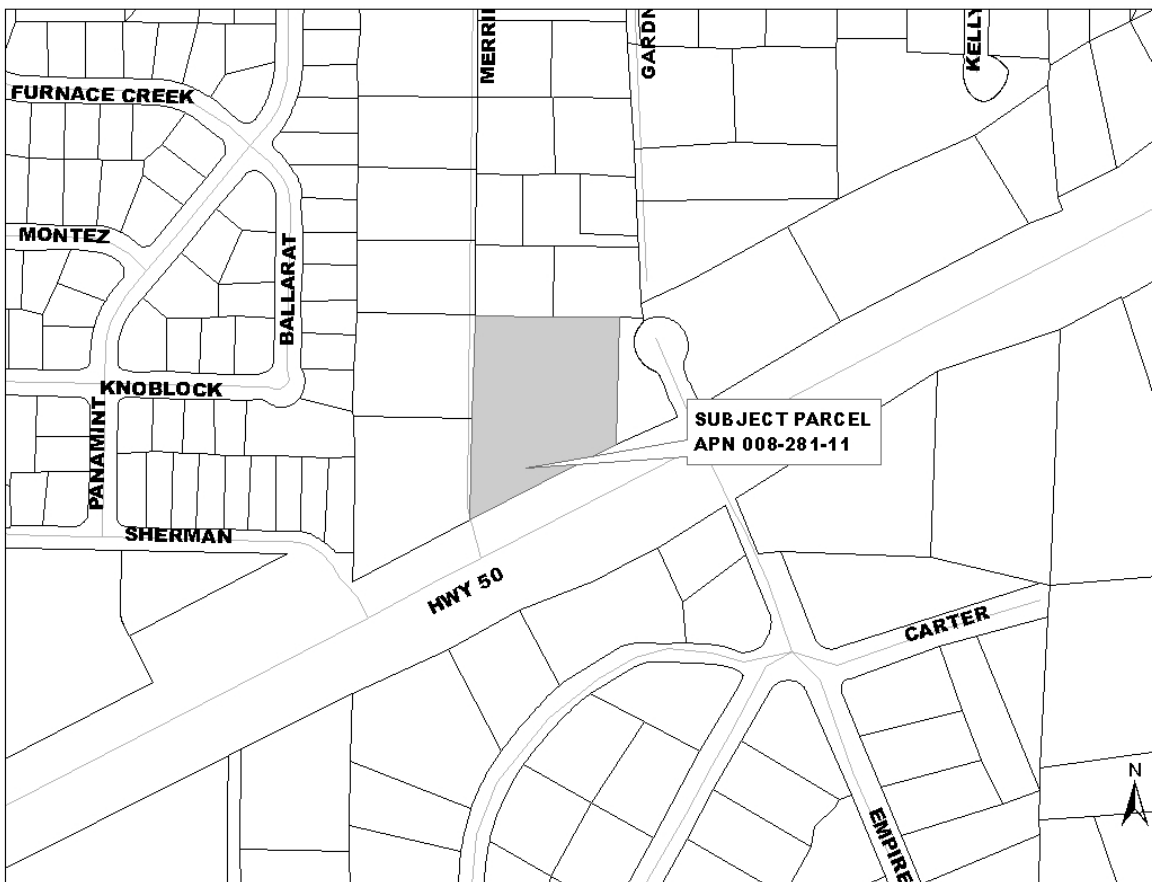 MERRI
GARDN
KELLY
FURNACE CREEK
MONTEZ
BALLARAT
KNOBLOCK
PANAMINT
SUBJECT PARCEL
APN 008-281-11
SHERMAN
HWY 50
CARTER
N
EMPIRE